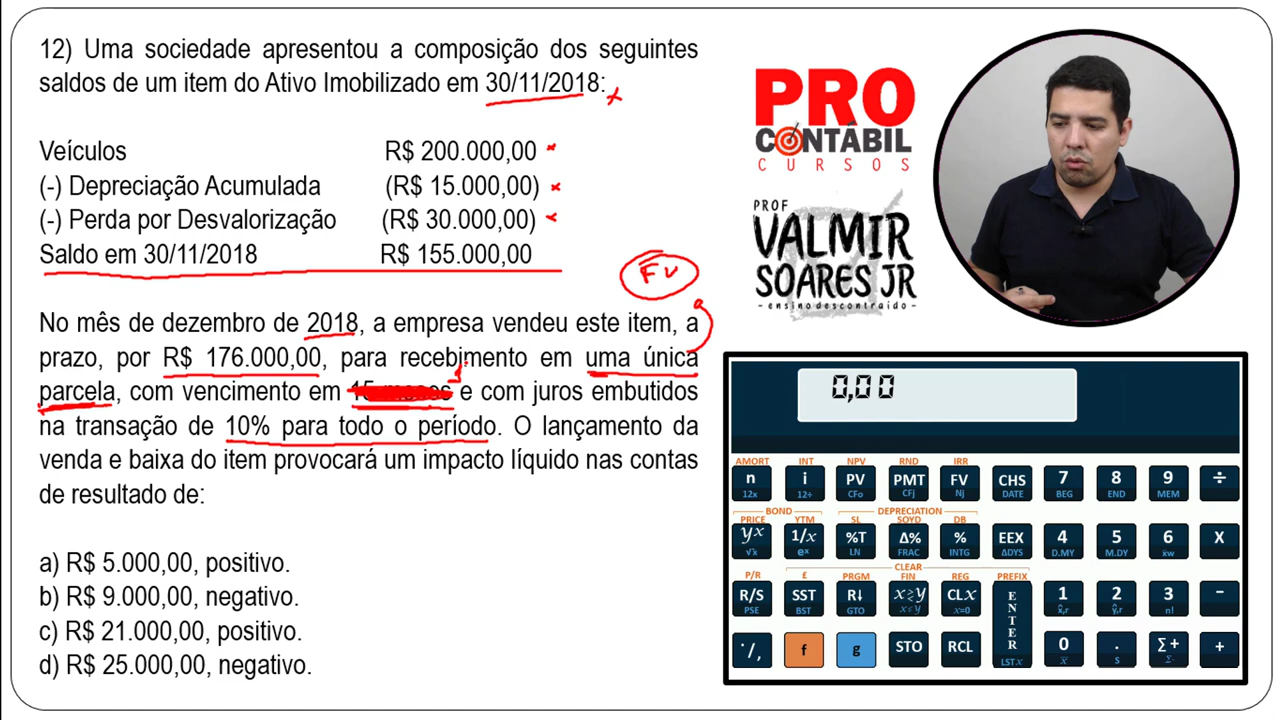 12) Uma sociedade apresentou a composição dos seguintes
saldos de um item do Ativo Imobilizado em 30/11/2018:
Veículos R$ 200.000,00
(-) Depreciação Acumulada (R$ 15.000,00)
(-) Perda por Desvalorização (R$ 30.000,00)
Saldo em 30/11/2018 R$ 155.000,00
FV
No mês de dezembro de 2018, a empresa vendeu este item, a
prazo, por R$ 176.000,00, para recebimento em uma única
parcela, com vencimento em 15 meses e com juros embutidos
na transação de 10% para todo o período. O lançamento da
venda e baixa do item provocará um impacto líquido nas contas
de resultado de:
a) R$ 5.000,00, positivo.
b) R$ 9.000,00, negativo.
c) R$ 21.000,00, positivo.
d) R$ 25.000,00, negativo.
PRO
CONTÁBIL
CURSOS
PROF
VALMIR
SOARES JR
- ensino descontraído -
0,00
AMORT INT NPV RND IRR
n i PV PMT FV CHS 7 8 9 ÷
12x 12÷ CFo CFj Nj DATE BEG END MEM
BOND DEPRECIATION
PRICE YTM SL SOYD DB
yx 1/x %T Δ% % EEX 4 5 6 X
√x ex LN FRAC INTG ΔDYS D.MY M.DY x̄w
CLEAR
P/R £ PRGM FIN REG PREFIX
R/S SST R↓ x≷y CLx ENTER 1 2 3 −
PSE BST GTO x≤y x=0 x̂,r ŷ,r n!
·/, f g STO RCL 0 . Σ+ +
LSTx x̄ s Σ-